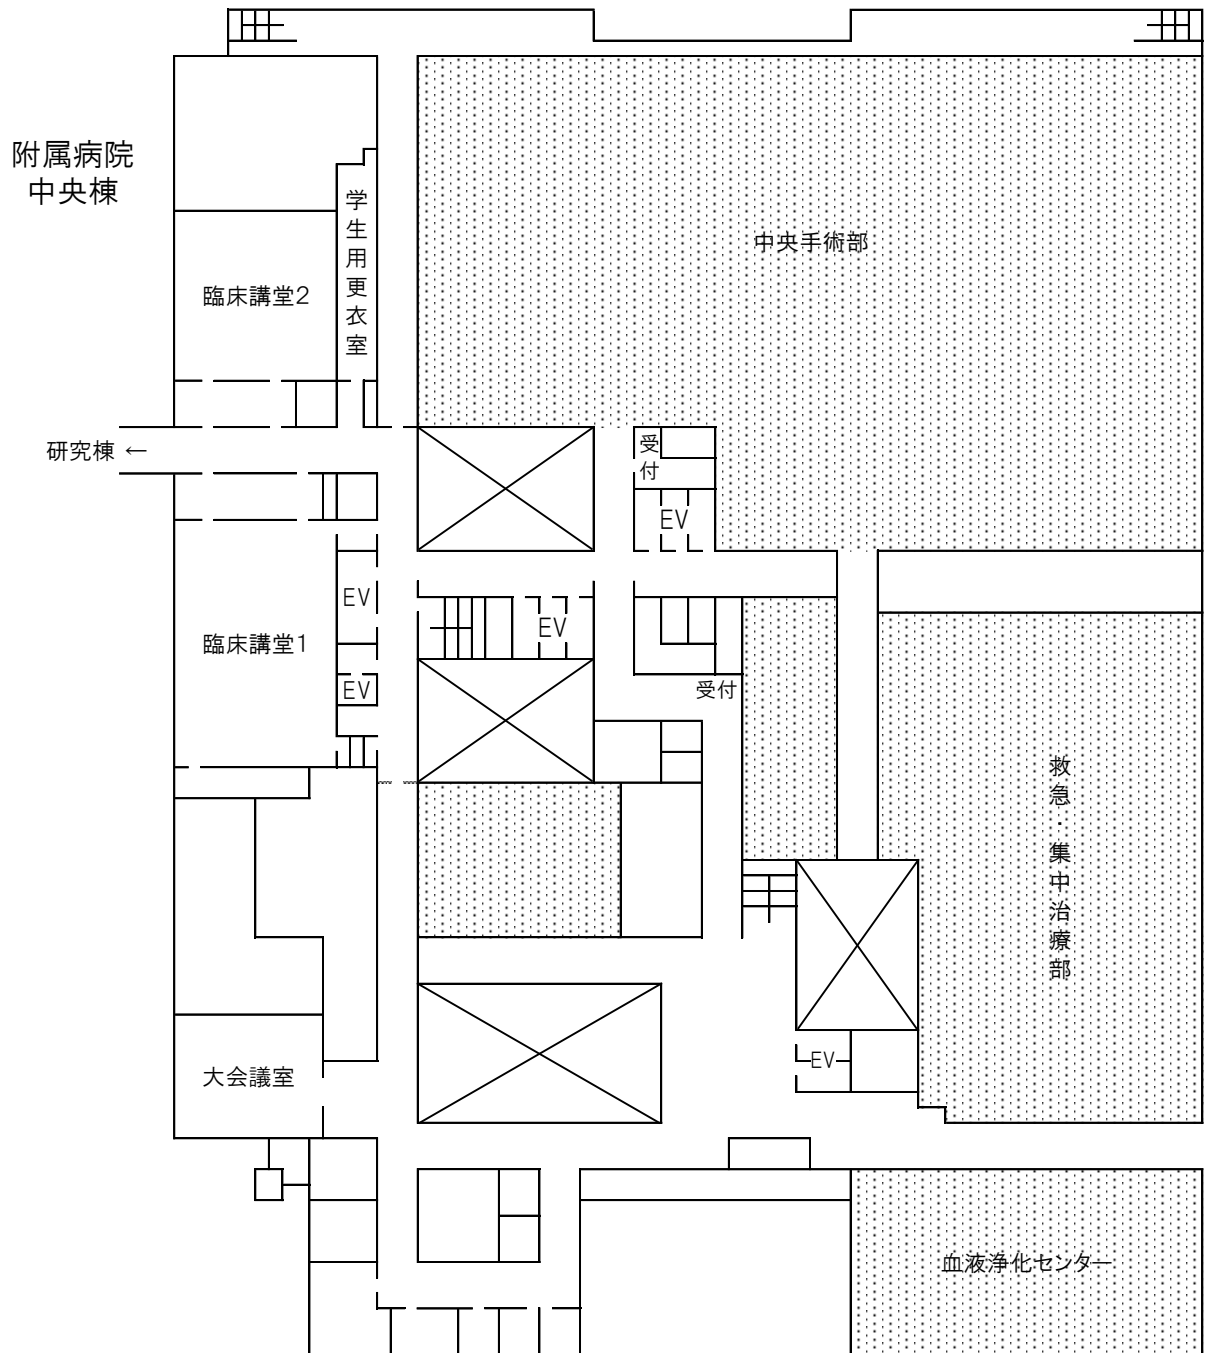 附属病院
中央棟
学生用更衣室
中央手術部
臨床講堂2
研究棟 ←
受付
EV
EV
EV
臨床講堂1
EV
受付
救急・集中治療部
大会議室
EV
血液浄化センター